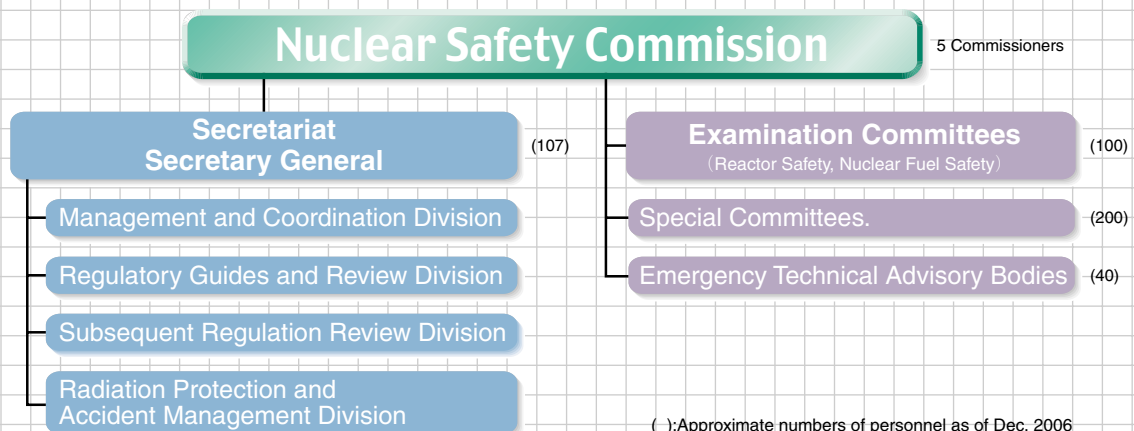 Nuclear Safety Commission
5 Commissioners
Secretariat
Secretary General
(107)
Management and Coordination Division
Regulatory Guides and Review Division
Subsequent Regulation Review Division
Radiation Protection and
Accident Management Division
Examination Committees
(100)
（Reactor Safety, Nuclear Fuel Safety）
Special Committees.
(200)
Emergency Technical Advisory Bodies
(40)
(  ):Approximate numbers of personnel as of Dec. 2006